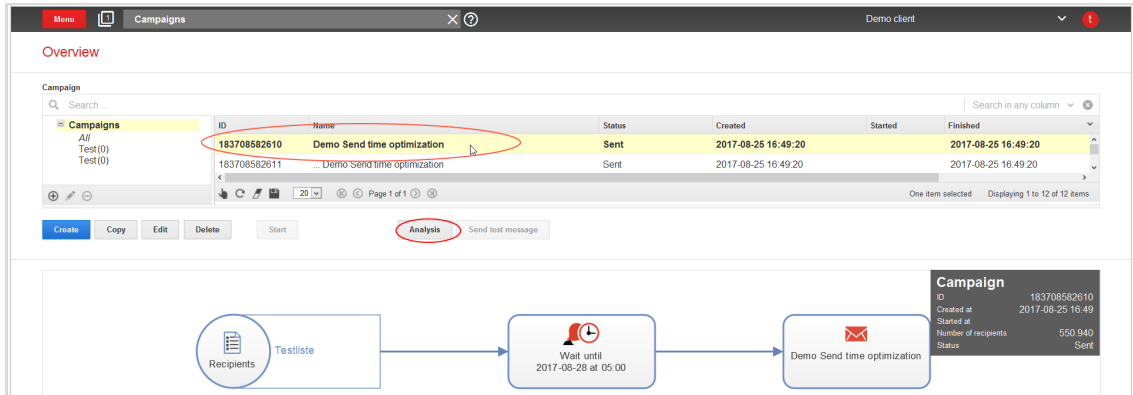 Menu 1 Campaigns Demo client t
Overview
Campaign
Search ... Search in any column
Campaigns ID Name Status Created Started Finished
All
183708582610 Demo Send time optimization Sent 2017-08-25 16:49:20 2017-08-25 16:49:20
Test(0)
Test(0) 183708582611 ... Demo Send time optimization Sent 2017-08-25 16:49:20 2017-08-25 16:49:20
20 Page 1 of 1 One item selected Displaying 1 to 12 of 12 items
Create Copy Edit Delete Start Analysis Send test message
Campaign
ID 183708582610
Created at 2017-08-25 16:49
Started at
Number of recipients 550.940
Status Sent
Recipients
Testliste
Wait until
2017-08-28 at 05:00
Demo Send time optimization